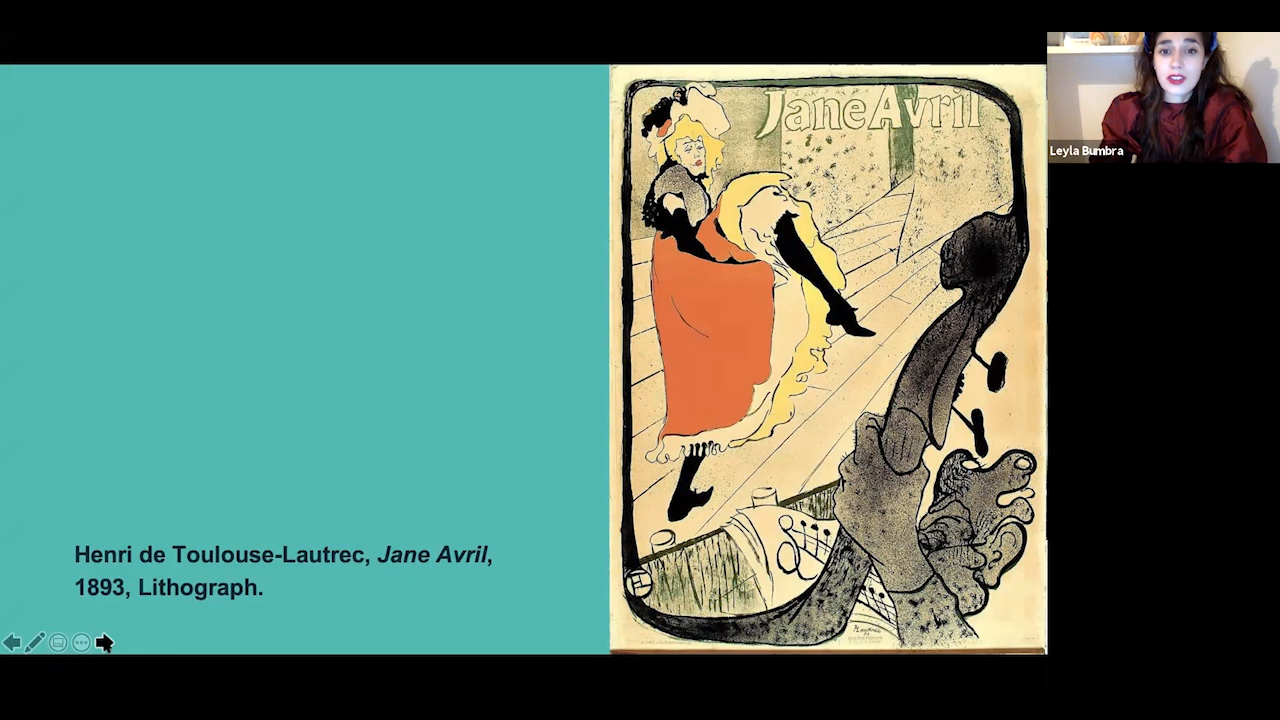 Jane Avril
Leyla Bumbra
Henri de Toulouse-Lautrec, Jane Avril,
1893, Lithograph.